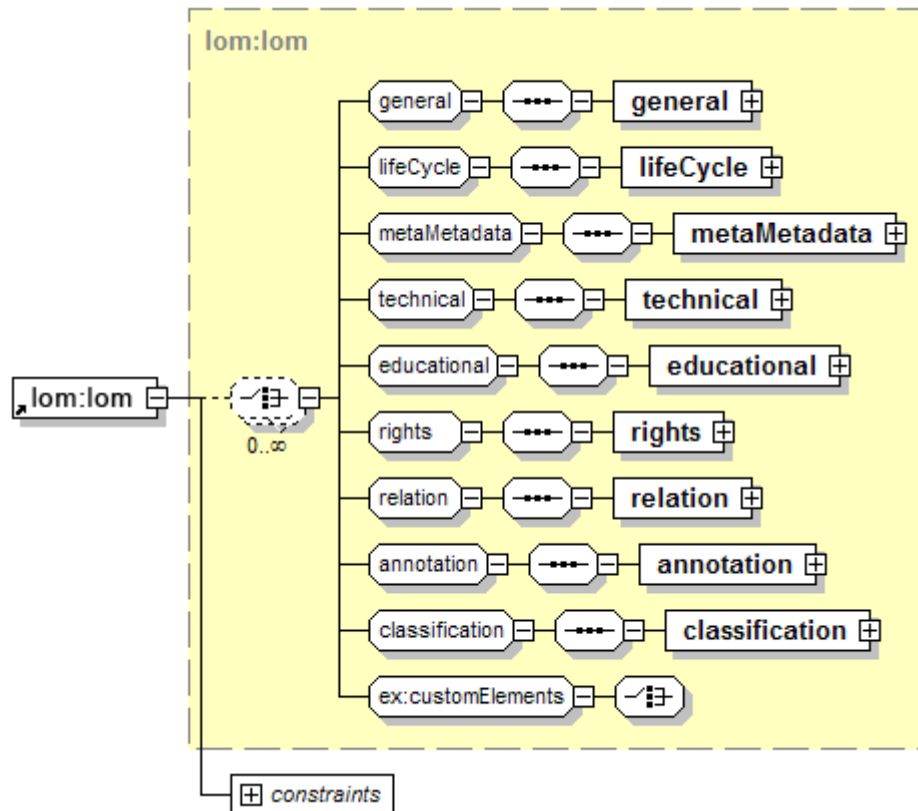 lom:lom
general general
lifeCycle lifeCycle
metaMetadata metaMetadata
technical technical
educational educational
lom:lom
0..∞
rights rights
relation relation
annotation annotation
classification classification
ex:customElements
constraints